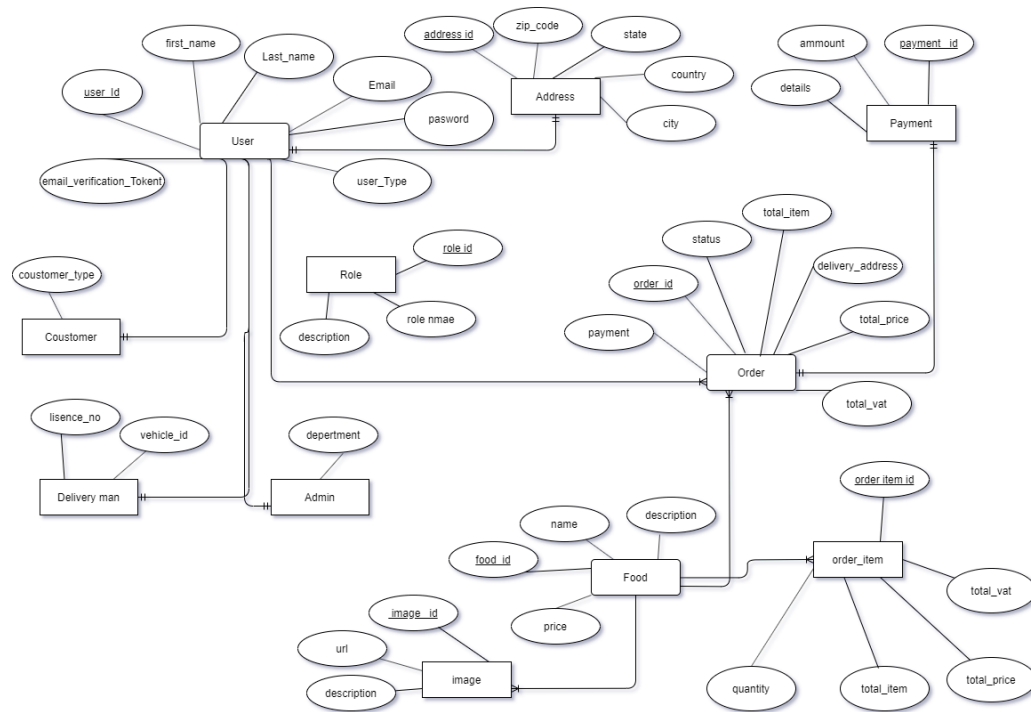 first_name
Last_name
user_Id
Email
pasword
User
email_verification_Tokent
user_Type
address id
zip_code
state
country
city
Address
ammount
payment_id
details
Payment
coustomer_type
Coustomer
role id
Role
role nmae
description
total_item
status
delivery_address
order_id
total_price
payment
Order
total_vat
lisence_no
vehicle_id
Delivery man
depertment
Admin
name
description
food_id
Food
price
image_id
url
description
image
order item id
order_item
total_vat
quantity
total_item
total_price